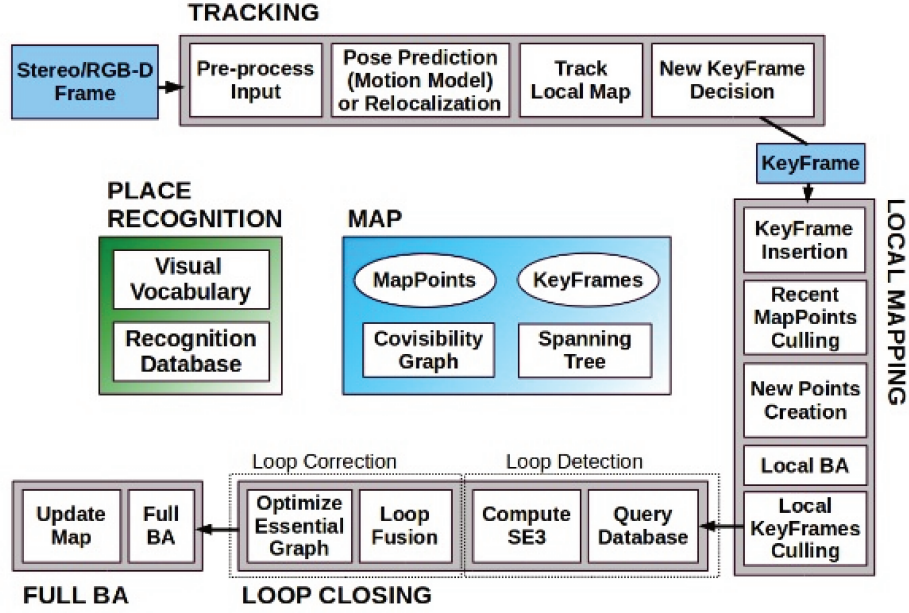 TRACKING
Stereo/RGB-D
Frame
Pre-process
Input
Pose Prediction
(Motion Model)
or Relocalization
Track
Local Map
New KeyFrame
Decision
KeyFrame
PLACE
RECOGNITION
Visual
Vocabulary
Recognition
Database
MAP
MapPoints
KeyFrames
Covisibility
Graph
Spanning
Tree
LOCAL MAPPING
KeyFrame
Insertion
Recent
MapPoints
Culling
New Points
Creation
Local BA
Local
KeyFrames
Culling
Loop Correction
Loop Detection
Update
Map
Full
BA
Optimize
Essential
Graph
Loop
Fusion
Compute
SE3
Query
Database
FULL BA
LOOP CLOSING